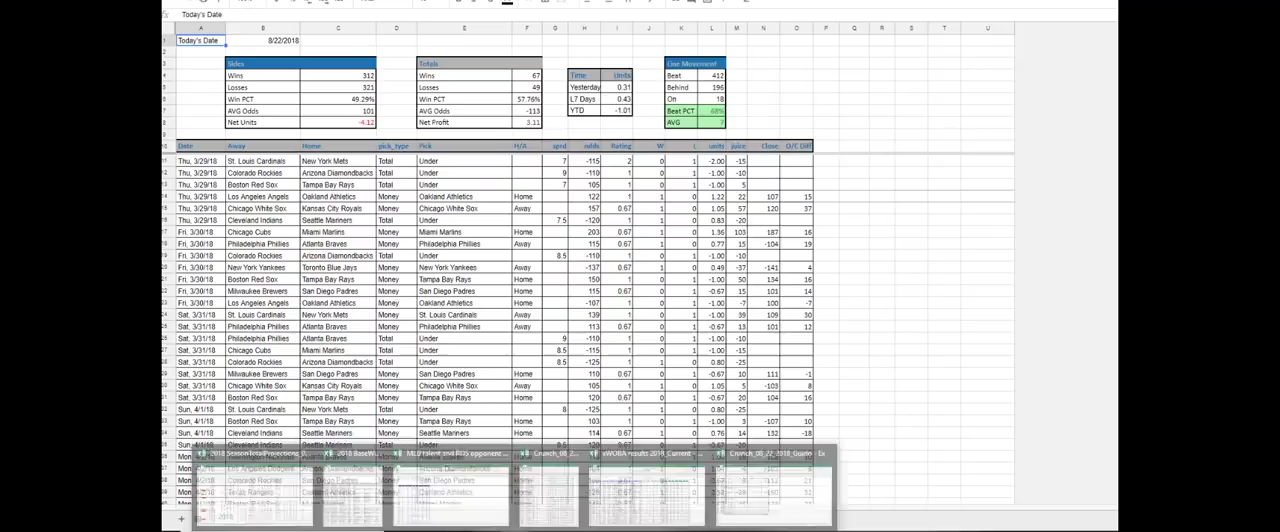 Today's Date
Today's Date 8/22/2018
Sides Totals Line Movement
Wins 312 Wins 67 Time Units Beat 412
Losses 321 Losses 49 Yesterday 0.31 Behind 196
Win PCT 49.29% Win PCT 57.76% L7 Days 0.43 On 18
AVG Odds 101 AVG Odds -113 YTD -1.01 Beat PCT 68%
Net Units -4.12 Net Profit 3.11 AVG 7
Date Away Home pick_type Pick H/A sprd odds Rating W L units juice Close O/C Diff
Thu, 3/29/18 St. Louis Cardinals New York Mets Total Under 7 -115 2 0 1 -2.00 -15
Thu, 3/29/18 Colorado Rockies Arizona Diamondbacks Total Under 9 -110 1 0 1 -1.00 -10
Thu, 3/29/18 Boston Red Sox Tampa Bay Rays Total Under 7 105 1 0 1 -1.00 5
Thu, 3/29/18 Los Angeles Angels Oakland Athletics Money Oakland Athletics Home 122 1 1 0 1.22 22 107 15
Thu, 3/29/18 Chicago White Sox Kansas City Royals Money Chicago White Sox Away 157 0.67 1 0 1.05 57 120 37
Thu, 3/29/18 Cleveland Indians Seattle Mariners Total Under 7.5 -120 1 1 0 0.83 -20
Fri, 3/30/18 Chicago Cubs Miami Marlins Money Miami Marlins Home 203 0.67 1 0 1.36 103 187 16
Fri, 3/30/18 Philadelphia Phillies Atlanta Braves Money Philadelphia Phillies Away 115 0.67 1 0 0.77 15 -104 19
Fri, 3/30/18 Colorado Rockies Arizona Diamondbacks Total Under 8.5 -110 1 0 1 -1.00 -10
Fri, 3/30/18 New York Yankees Toronto Blue Jays Money New York Yankees Away -137 0.67 1 0 0.49 -37 -141 4
Fri, 3/30/18 Boston Red Sox Tampa Bay Rays Money Tampa Bay Rays Home 150 1 0 1 -1.00 50 134 16
Fri, 3/30/18 Milwaukee Brewers San Diego Padres Money San Diego Padres Home 115 0.67 0 1 -0.67 15 101 14
Fri, 3/30/18 Los Angeles Angels Oakland Athletics Money Oakland Athletics Home -107 1 0 1 -1.00 -7 100 -7
Sat, 3/31/18 St. Louis Cardinals New York Mets Money St. Louis Cardinals Away 139 1 0 1 -1.00 39 109 30
Sat, 3/31/18 Philadelphia Phillies Atlanta Braves Money Philadelphia Phillies Away 113 0.67 0 1 -0.67 13 101 12
Sat, 3/31/18 Philadelphia Phillies Atlanta Braves Total Under 9 -110 1 0 1 -1.00 -10
Sat, 3/31/18 Chicago Cubs Miami Marlins Total Under 8.5 -115 1 0 1 -1.00 -15
Sat, 3/31/18 Colorado Rockies Arizona Diamondbacks Total Under 8.5 -125 1 1 0 0.80 -25
Sat, 3/31/18 Milwaukee Brewers San Diego Padres Money San Diego Padres Home 110 0.67 0 1 -0.67 10 111 -1
Sat, 3/31/18 Chicago White Sox Kansas City Royals Money Chicago White Sox Away 105 1 1 0 1.05 5 -103 8
Sat, 3/31/18 Boston Red Sox Tampa Bay Rays Money Tampa Bay Rays Home 120 0.67 0 1 -0.67 20 104 16
Sun, 4/1/18 St. Louis Cardinals New York Mets Total Under 8 -125 1 1 0 0.80 -25
Sun, 4/1/18 Boston Red Sox Tampa Bay Rays Money Tampa Bay Rays Home 103 1 0 1 -1.00 3 -107 10
Sun, 4/1/18 Cleveland Indians Seattle Mariners Money Seattle Mariners Home 114 0.67 1 0 0.76 14 132 -18
2018 2018 BaseWi... MLB talent and ROS opponent... Crunch_08_2... xWOBA results 2018_Current - ... Crunch_08_22_2018_Guarlo - Ex